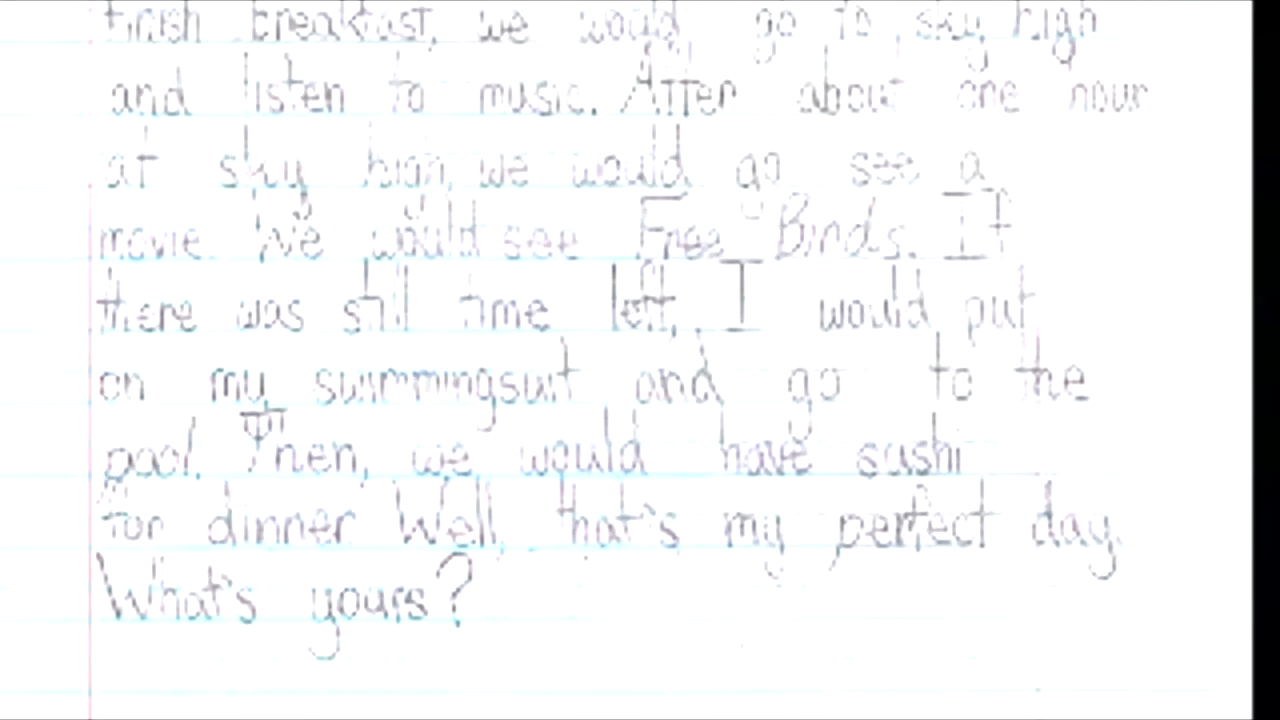 finish breakfast, we would go to sky high
and listen to music. After about one hour
at sky high, we would go see a
movie. We would see Free Birds. If
there was still time left, I would put
on my swimmingsuit and go to the
pool. Then, we would have sushi
for dinner. Well, that's my perfect day.
What's yours?